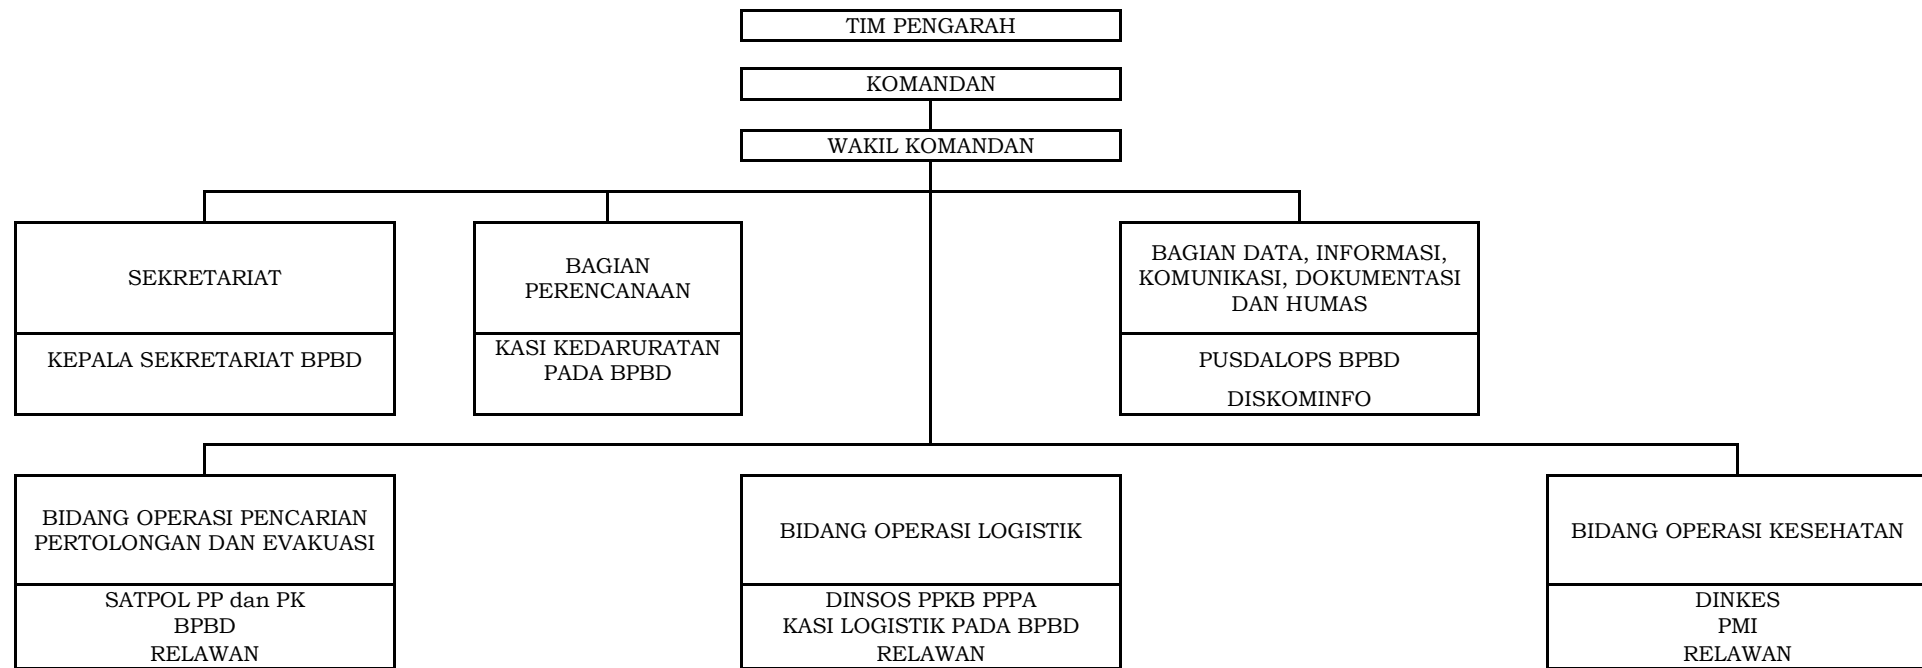 TIM PENGARAH
KOMANDAN
WAKIL KOMANDAN
SEKRETARIAT
KEPALA SEKRETARIAT BPBD
BAGIAN
PERENCANAAN
KASI KEDARURATAN
PADA BPBD
BAGIAN DATA, INFORMASI,
KOMUNIKASI, DOKUMENTASI
DAN HUMAS
PUSDALOPS BPBD
DISKOMINFO
BIDANG OPERASI PENCARIAN
PERTOLONGAN DAN EVAKUASI
SATPOL PP dan PK
BPBD
RELAWAN
BIDANG OPERASI LOGISTIK
DINSOS PPKB PPPA
KASI LOGISTIK PADA BPBD
RELAWAN
BIDANG OPERASI KESEHATAN
DINKES
PMI
RELAWAN